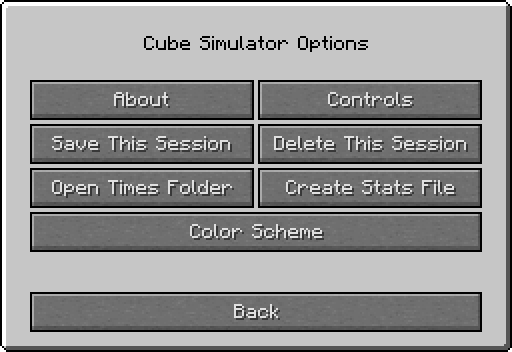 Cube Simulator Options
About
Controls
Save This Session
Delete This Session
Open Times Folder
Create Stats File
Color Scheme
Back